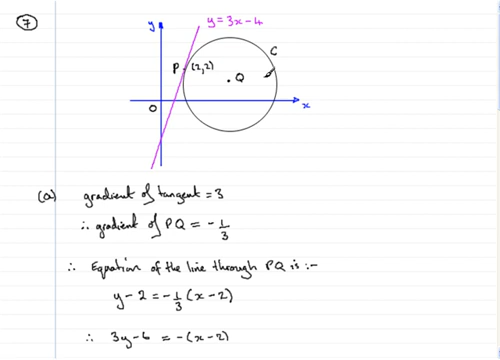 7
y
y = 3x - 4
C
P (2,2)
Q
O
x
(a) gradient of tangent = 3
∴ gradient of PQ = -1/3
∴ Equation of the line through PQ is :-
y - 2 = -1/3 (x - 2)
∴ 3y - 6 = -(x - 2)